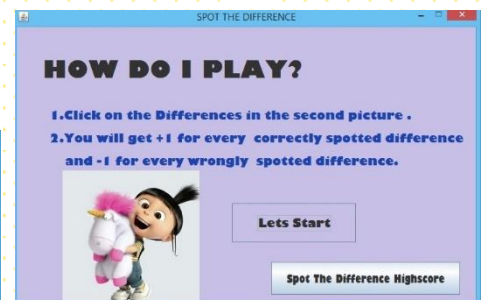 SPOT THE DIFFERENCE
HOW DO I PLAY?
1.Click on the Differences in the second picture .
2.You will get +1 for every correctly spotted difference
and -1 for every wrongly spotted difference.
Lets Start
Spot The Difference Highscore